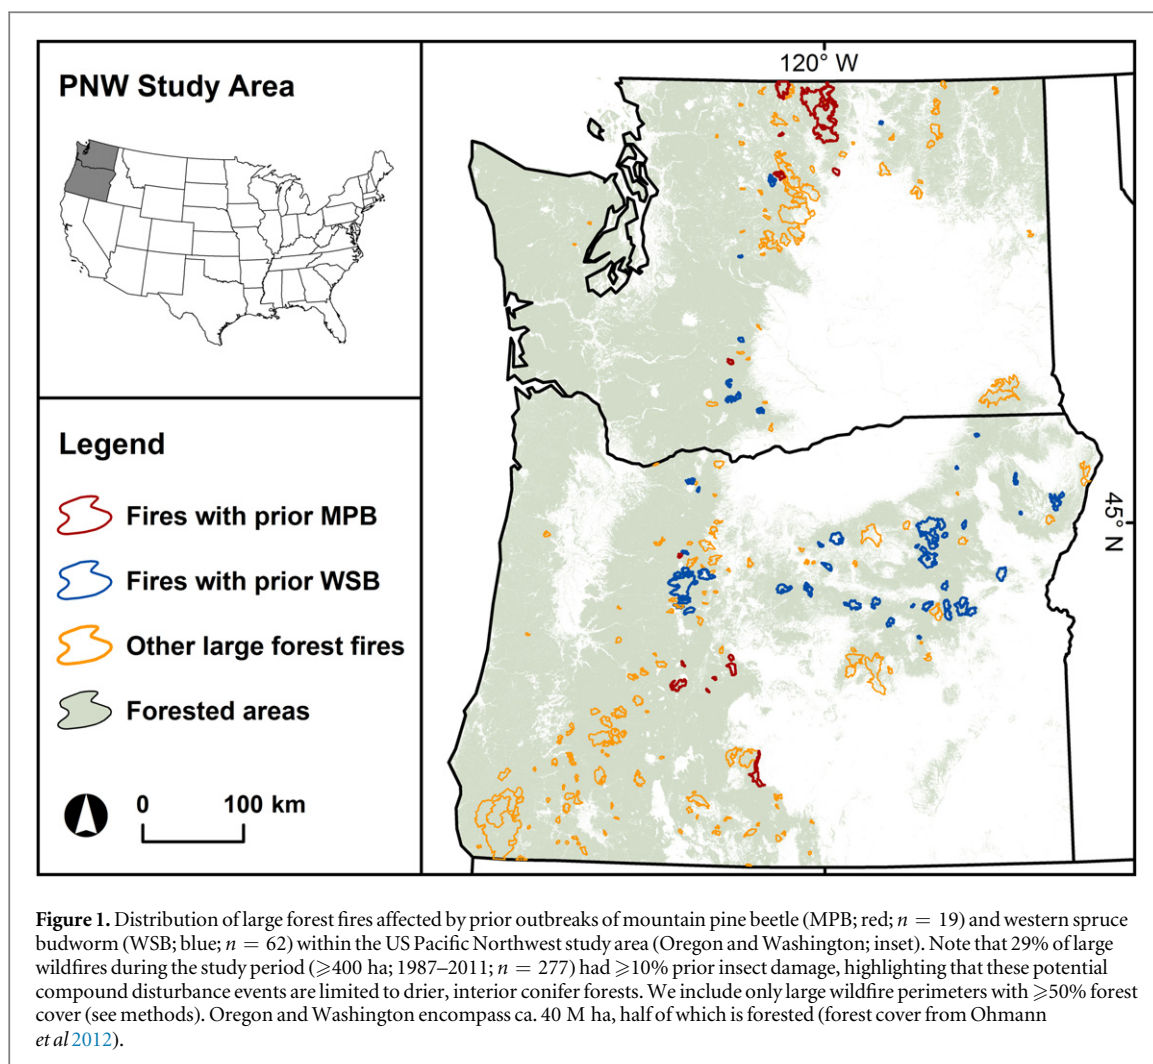 PNW Study Area
120° W
Legend
Fires with prior MPB
Fires with prior WSB
Other large forest fires
Forested areas
0 100 km
45° N
Figure 1. Distribution of large forest fires affected by prior outbreaks of mountain pine beetle (MPB; red; n = 19) and western spruce
budworm (WSB; blue; n = 62) within the US Pacific Northwest study area (Oregon and Washington; inset). Note that 29% of large
wildfires during the study period (≥400 ha; 1987–2011; n = 277) had ≥10% prior insect damage, highlighting that these potential
compound disturbance events are limited to drier, interior conifer forests. We include only large wildfire perimeters with ≥50% forest
cover (see methods). Oregon and Washington encompass ca. 40 M ha, half of which is forested (forest cover from Ohmann
et al 2012).